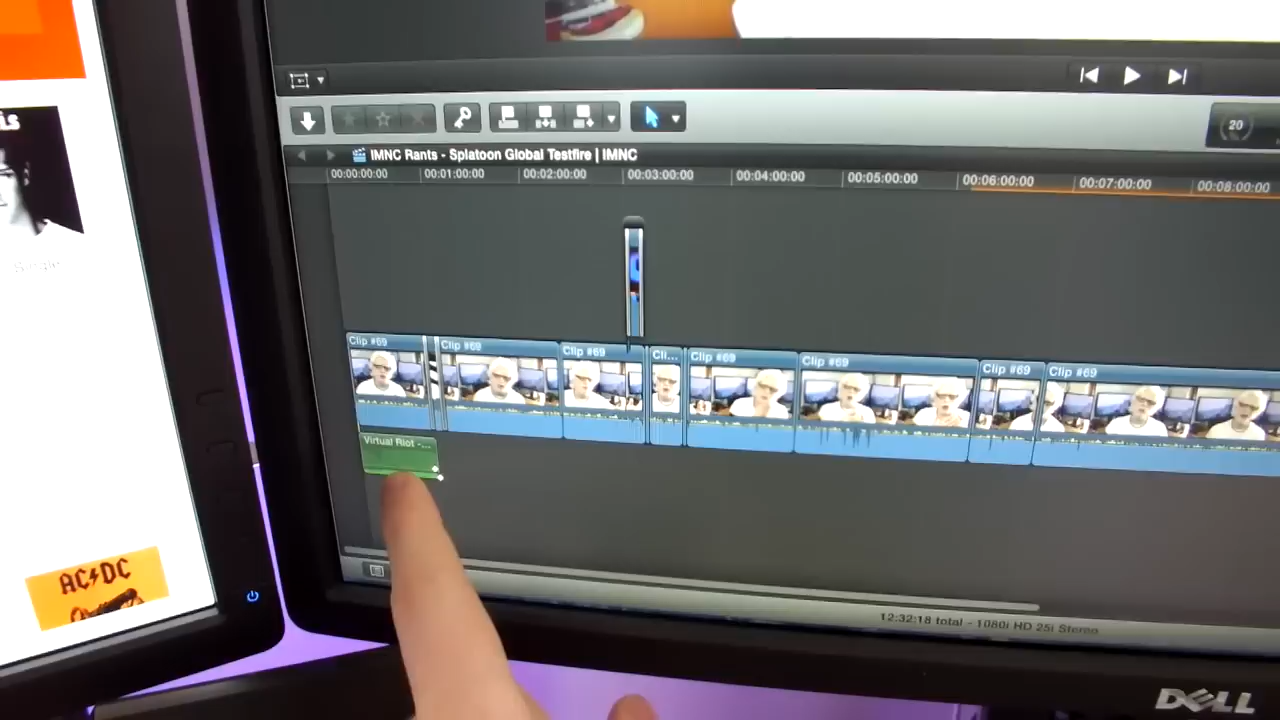 is
Single
AC⚡DC
20
IMNC Rants - Splatoon Global Testfire | IMNC
00:00:00:00 00:01:00:00 00:02:00:00 00:03:00:00 00:04:00:00 00:05:00:00 00:06:00:00 00:07:00:00 00:08:00:00
Clip #69 Clip #69 Clip #69 Cli... Clip #69 Clip #69 Clip #69 Clip #69
Virtual Riot -...
12:32:18 total - 1080i HD 25i Stereo
DELL